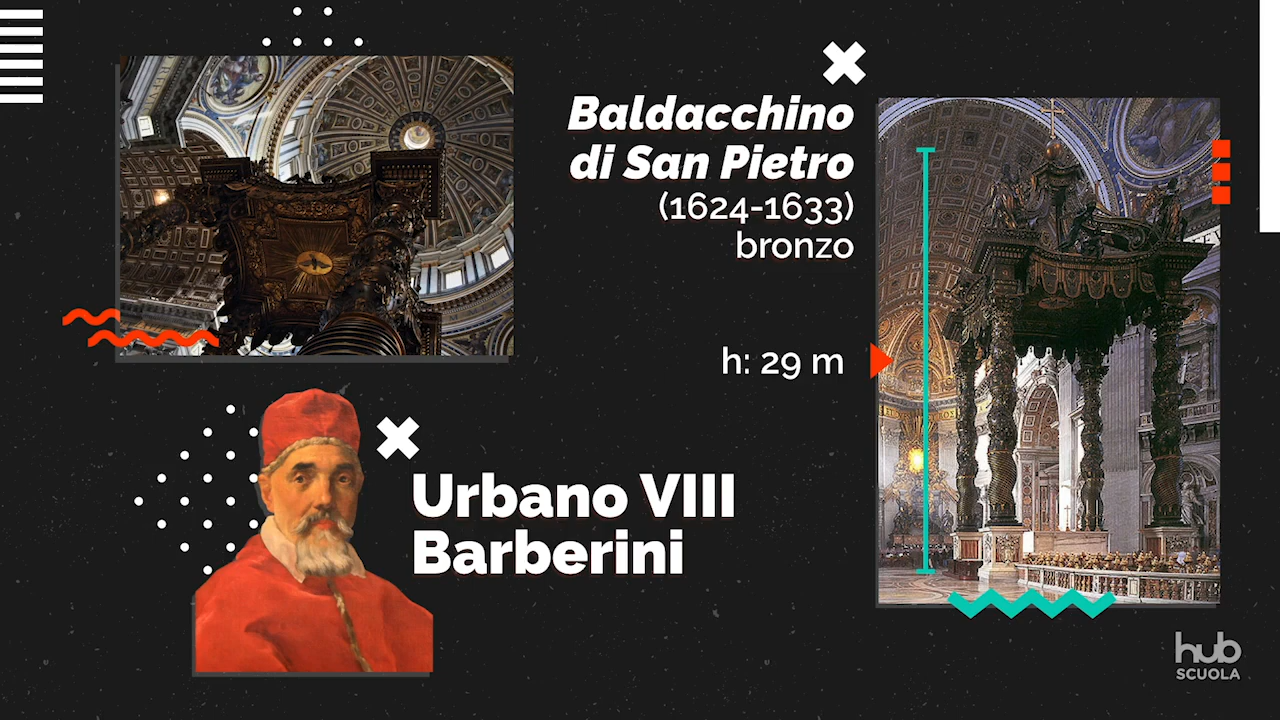 Baldacchino
di San Pietro
(1624-1633)
bronzo
h: 29 m
Urbano VIII
Barberini
hub
SCUOLA